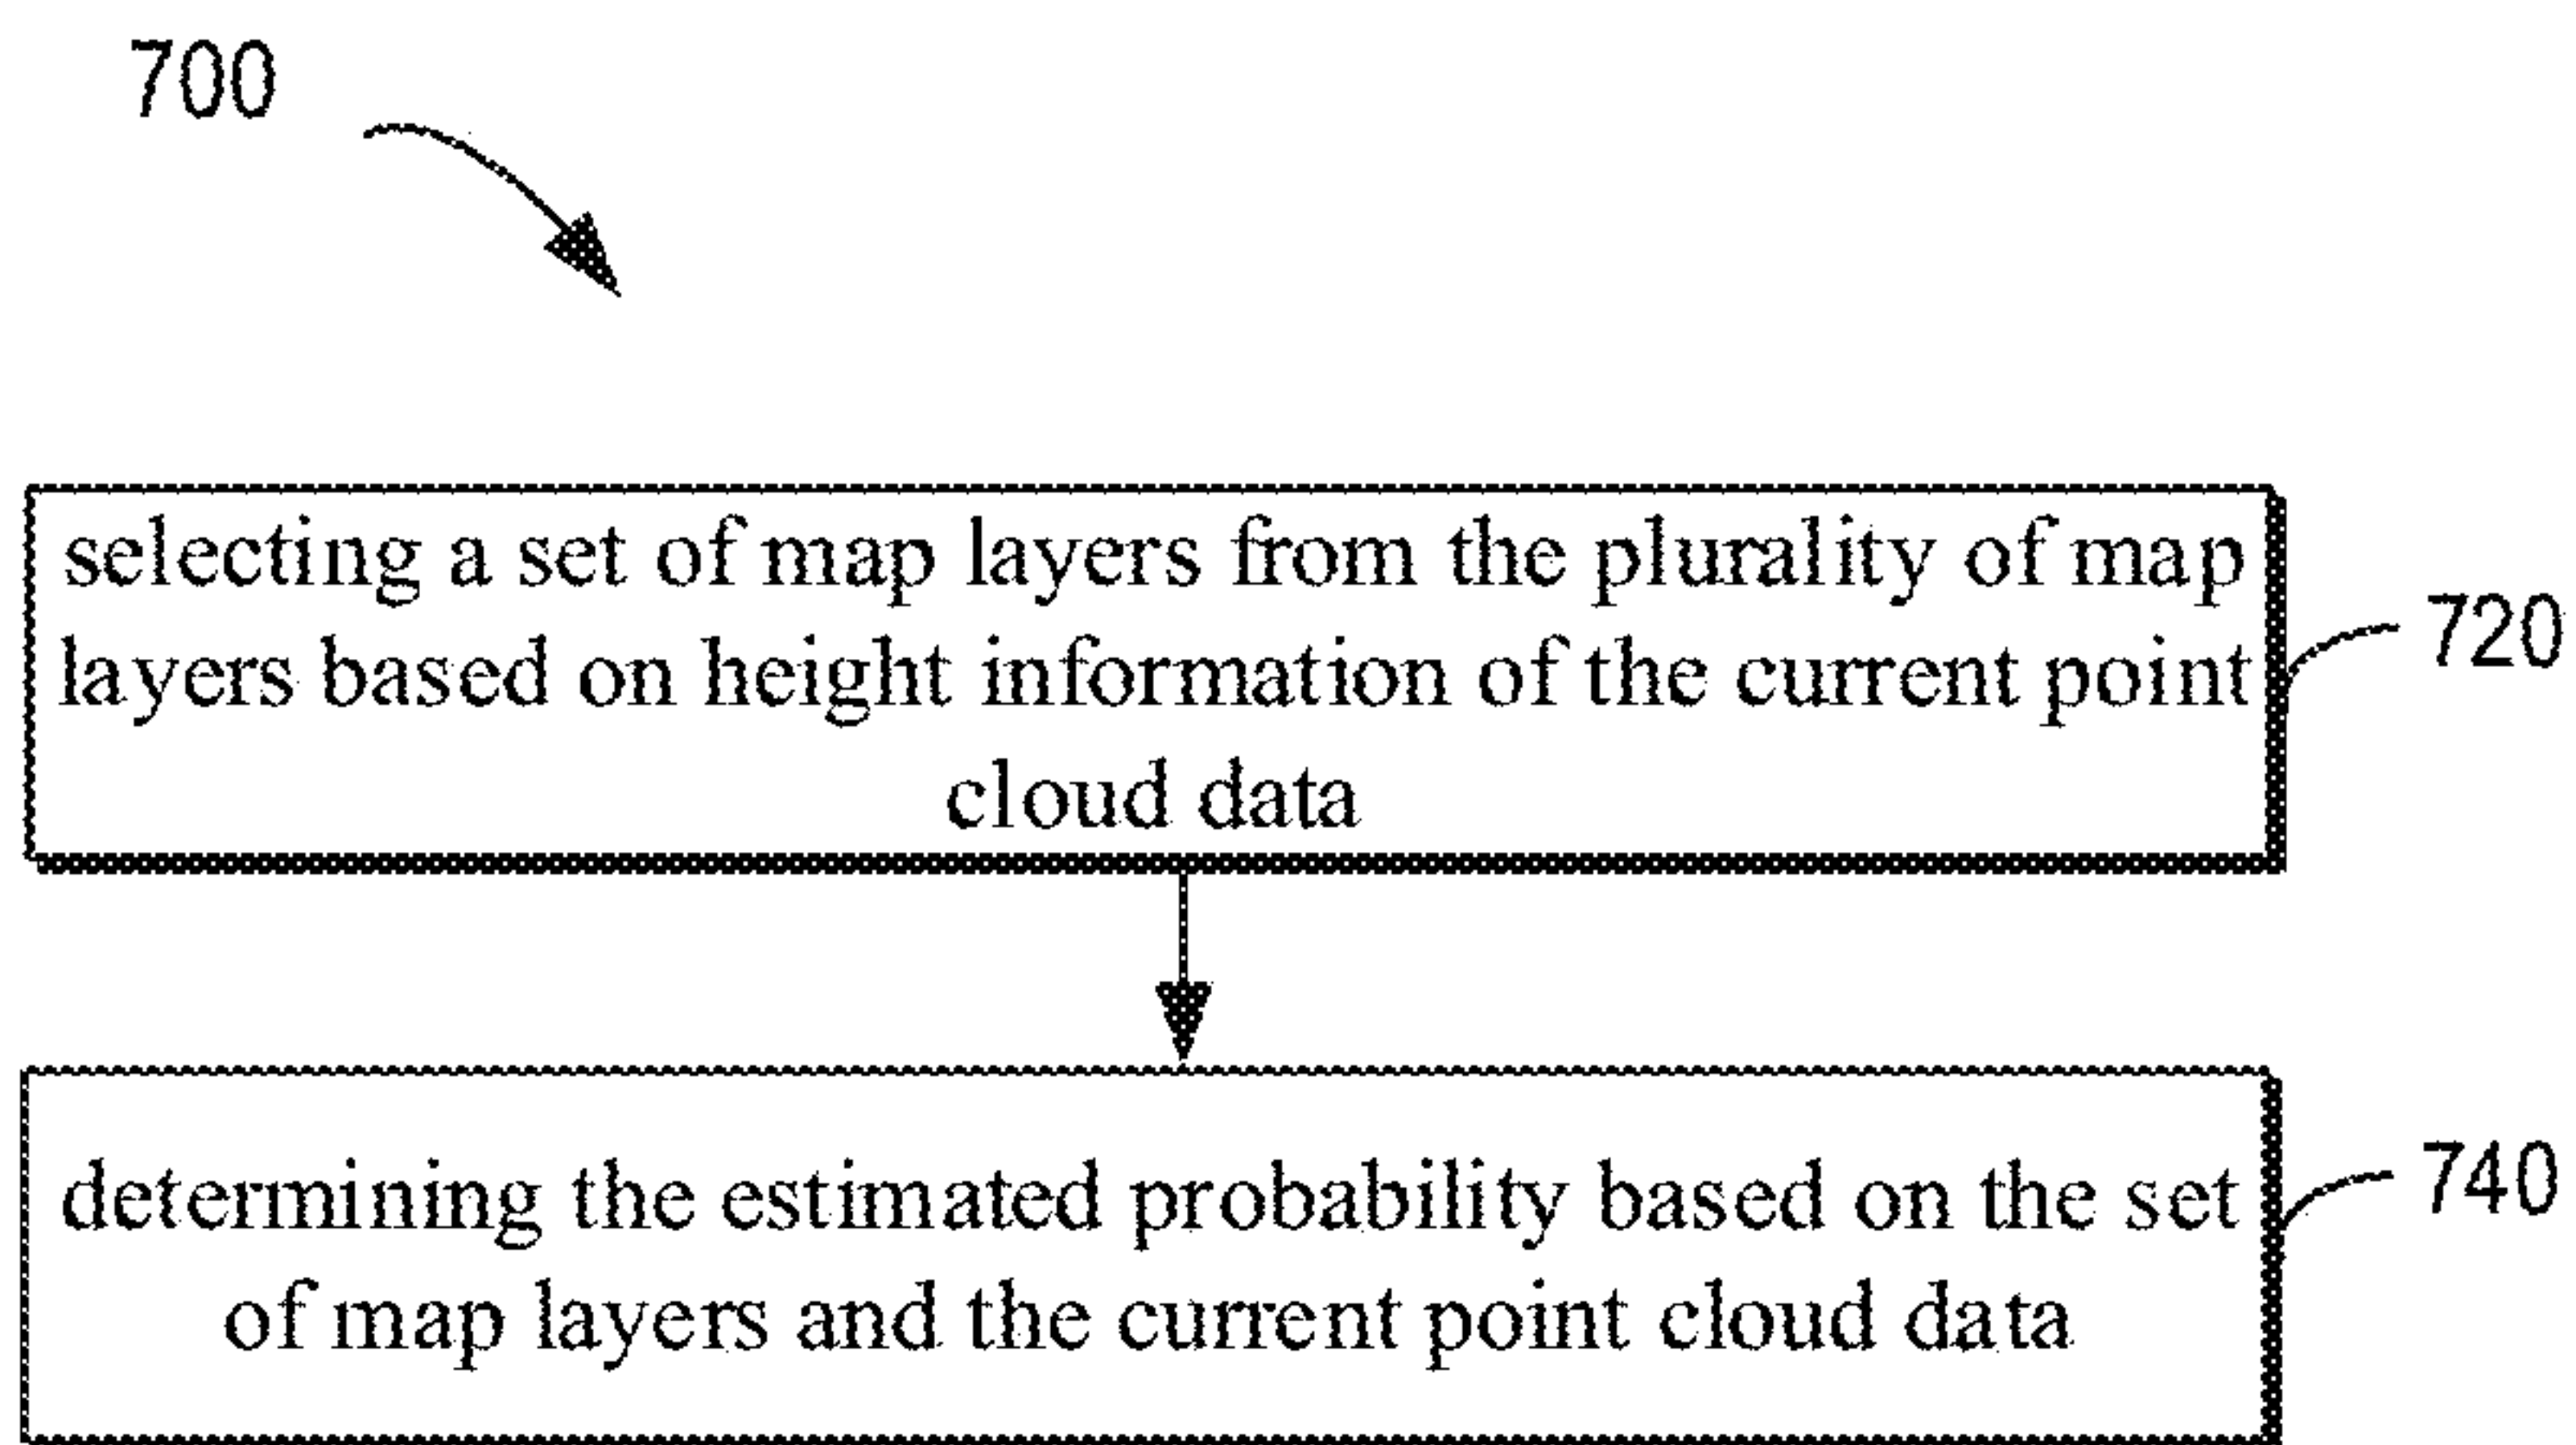 700
selecting a set of map layers from the plurality of map
layers based on height information of the current point
cloud data
720
determining the estimated probability based on the set
of map layers and the current point cloud data
740